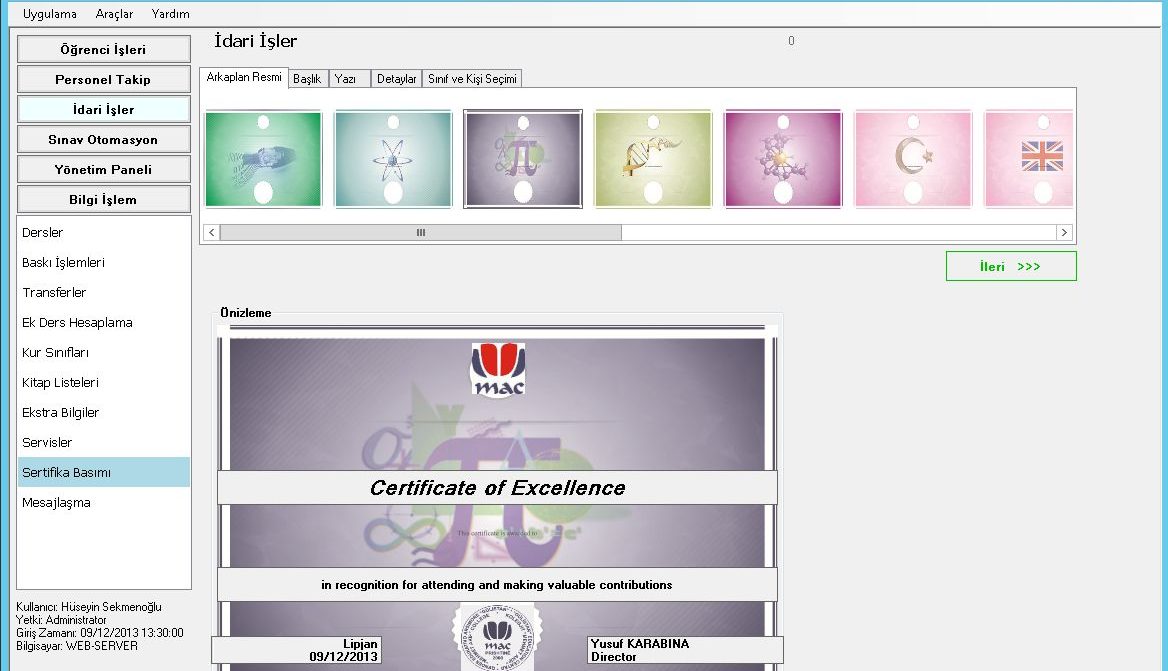 Uygulama Araçlar Yardım
Öğrenci İşleri
Personel Takip
İdari İşler
Sınav Otomasyon
Yönetim Paneli
Bilgi İşlem
Dersler
Baskı İşlemleri
Transferler
Ek Ders Hesaplama
Kur Sınıfları
Kitap Listeleri
Ekstra Bilgiler
Servisler
Sertifika Basımı
Mesajlaşma
Kullanıcı: Hüseyin Sekmenoğlu
Yetki: Administrator
Giriş Zamanı: 09/12/2013 13:30:00
Bilgisayar: WEB-SERVER
İdari İşler
0
Arkaplan Resmi Başlık Yazı Detaylar Sınıf ve Kişi Seçimi
İleri >>>
Önizleme
mac
Certificate of Excellence
This certificate is awarded to
in recognition for attending and making valuable contributions
Lipjan
09/12/2013
mac
PRISHTINE
2000
Yusuf KARABINA
Director